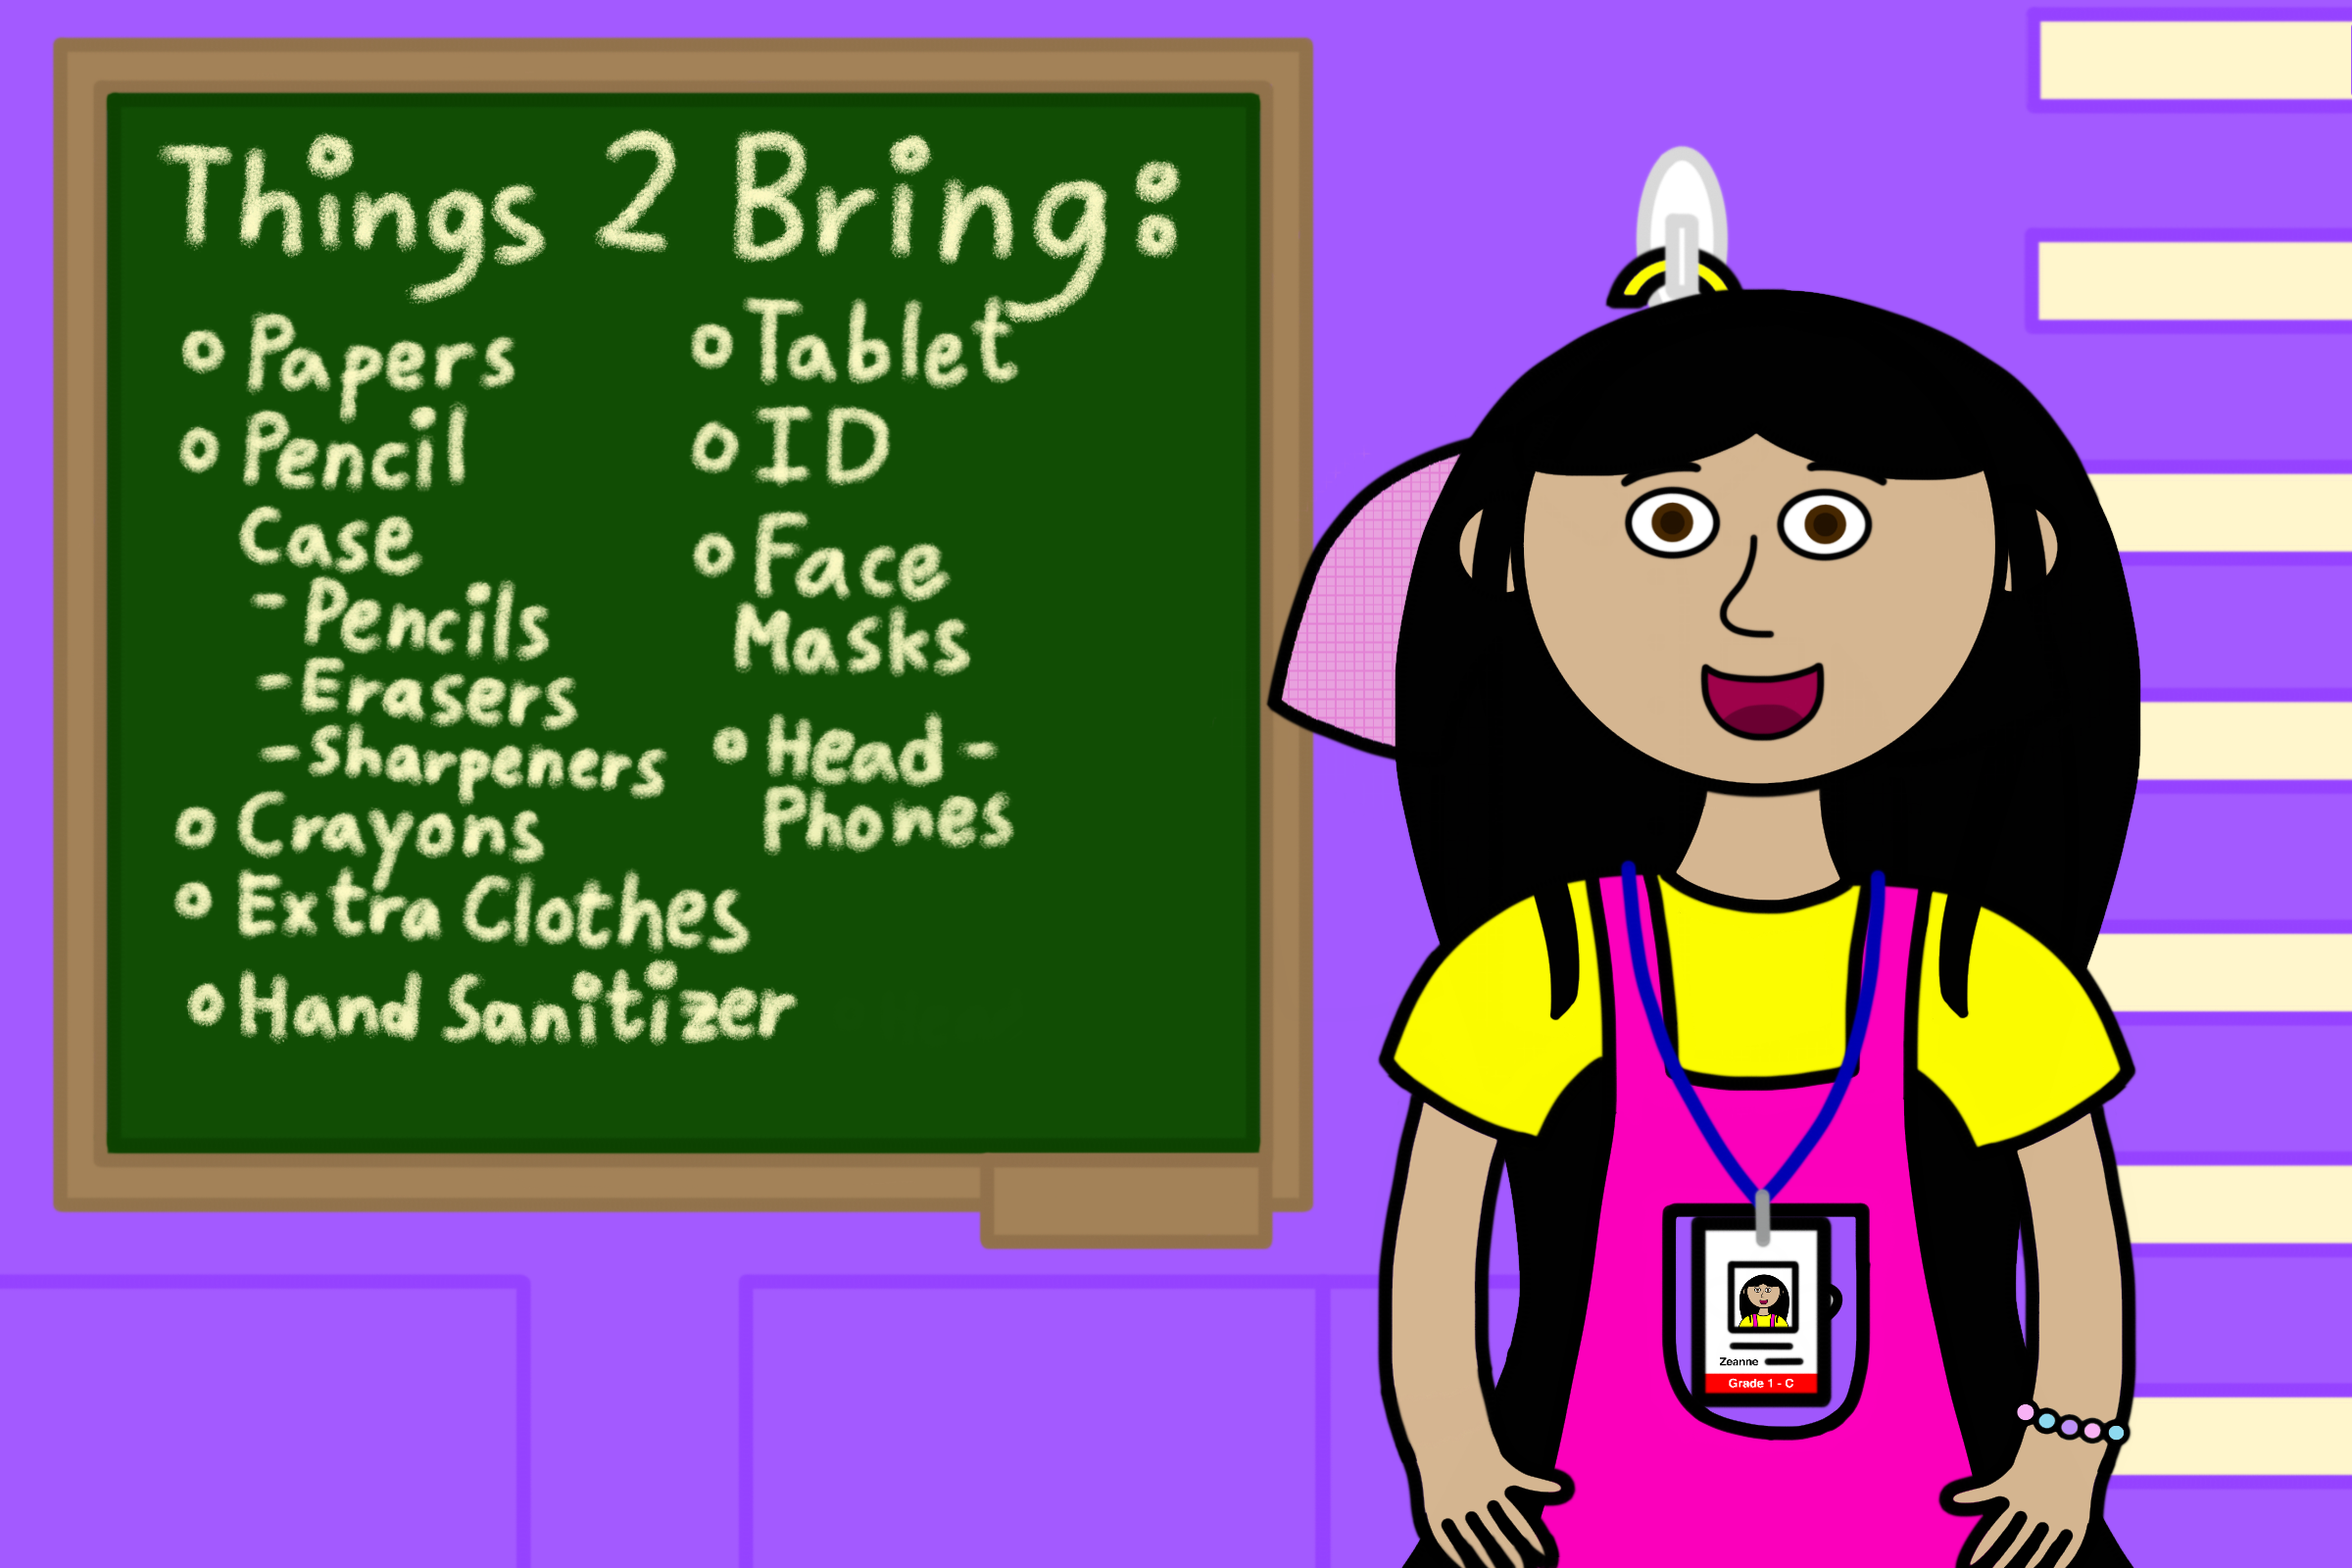 Things 2 Bring:
o Papers
o Pencil
Case
- Pencils
- Erasers
- Sharpeners
o Crayons
o Extra Clothes
o Hand Sanitizer
o Tablet
o ID
o Face
Masks
o Head-
Phones
Zeanne
Grade 1 - C